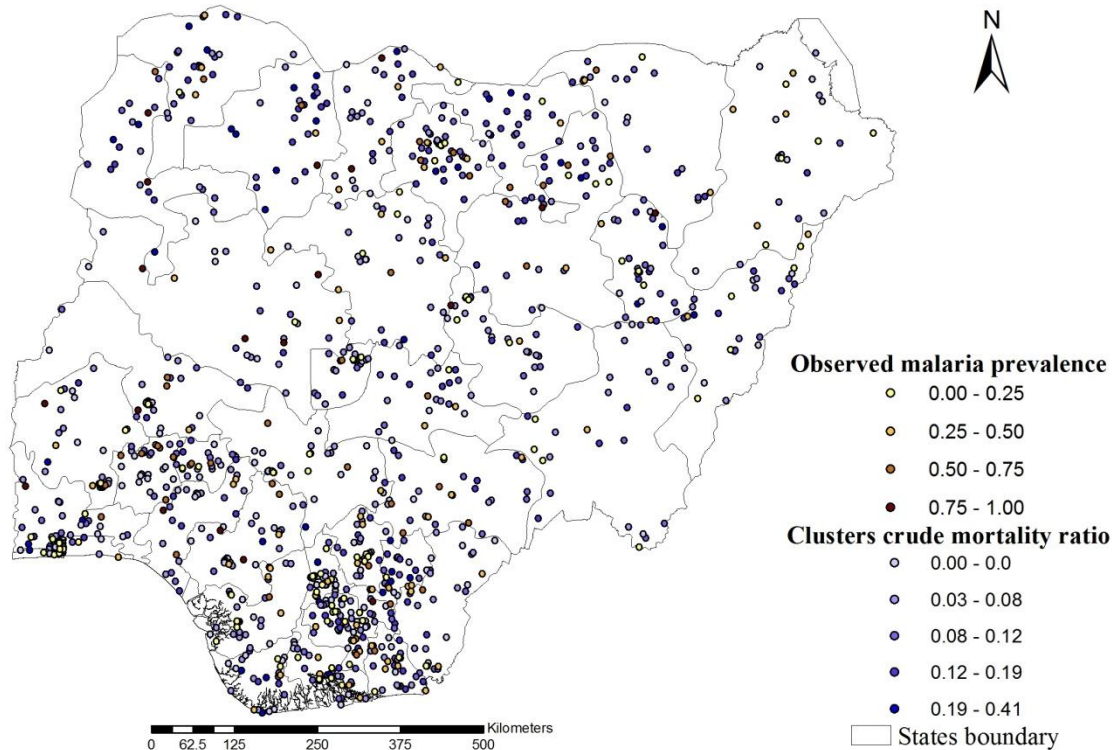 N
Observed malaria prevalence
0.00 - 0.25
0.25 - 0.50
0.50 - 0.75
0.75 - 1.00
Clusters crude mortality ratio
0.00 - 0.0
0.03 - 0.08
0.08 - 0.12
0.12 - 0.19
0.19 - 0.41
States boundary
Kilometers
0 62.5 125 250 375 500